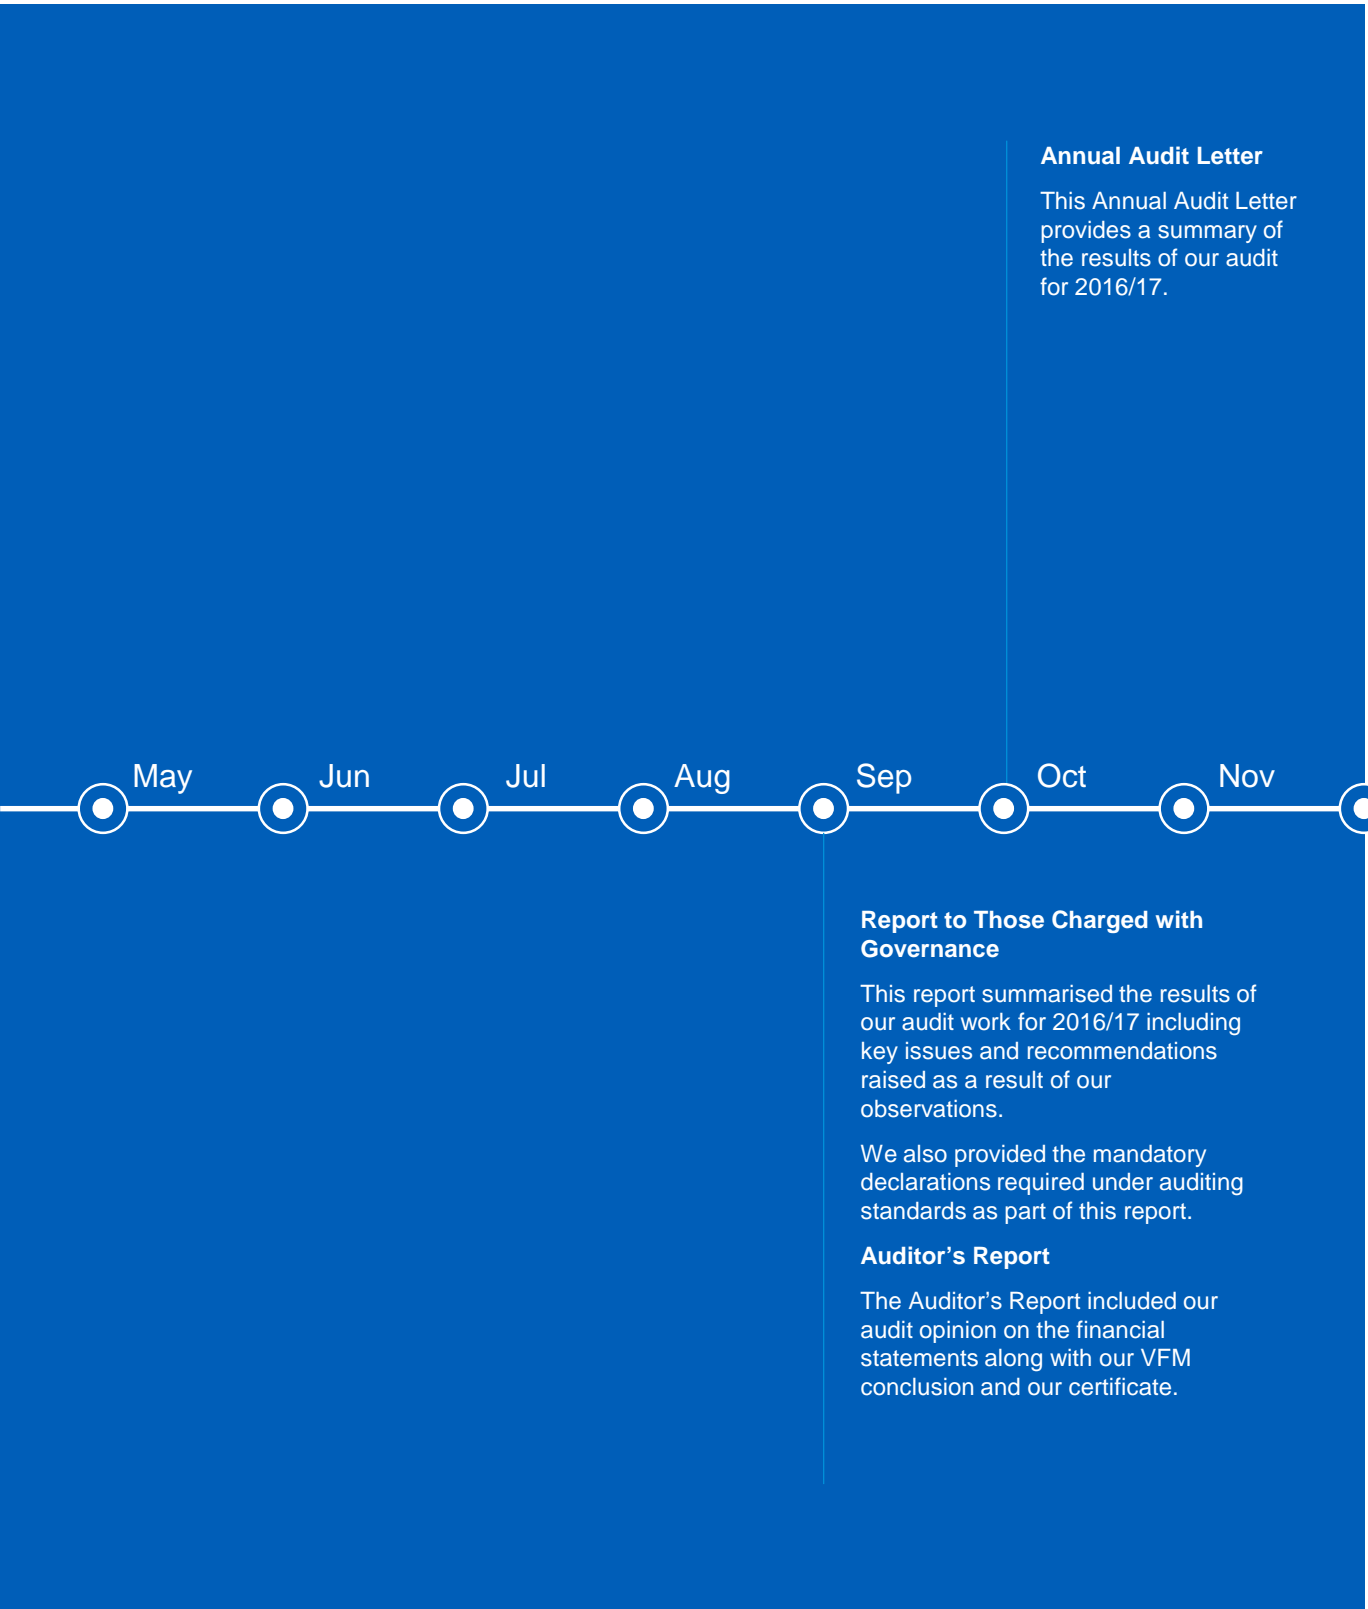 Annual Audit Letter
This Annual Audit Letter
provides a summary of
the results of our audit
for 2016/17.
May
Jun
Jul
Aug
Sep
Oct
Nov
Report to Those Charged with
Governance
This report summarised the results of
our audit work for 2016/17 including
key issues and recommendations
raised as a result of our
observations.
We also provided the mandatory
declarations required under auditing
standards as part of this report.
Auditor’s Report
The Auditor’s Report included our
audit opinion on the financial
statements along with our VFM
conclusion and our certificate.